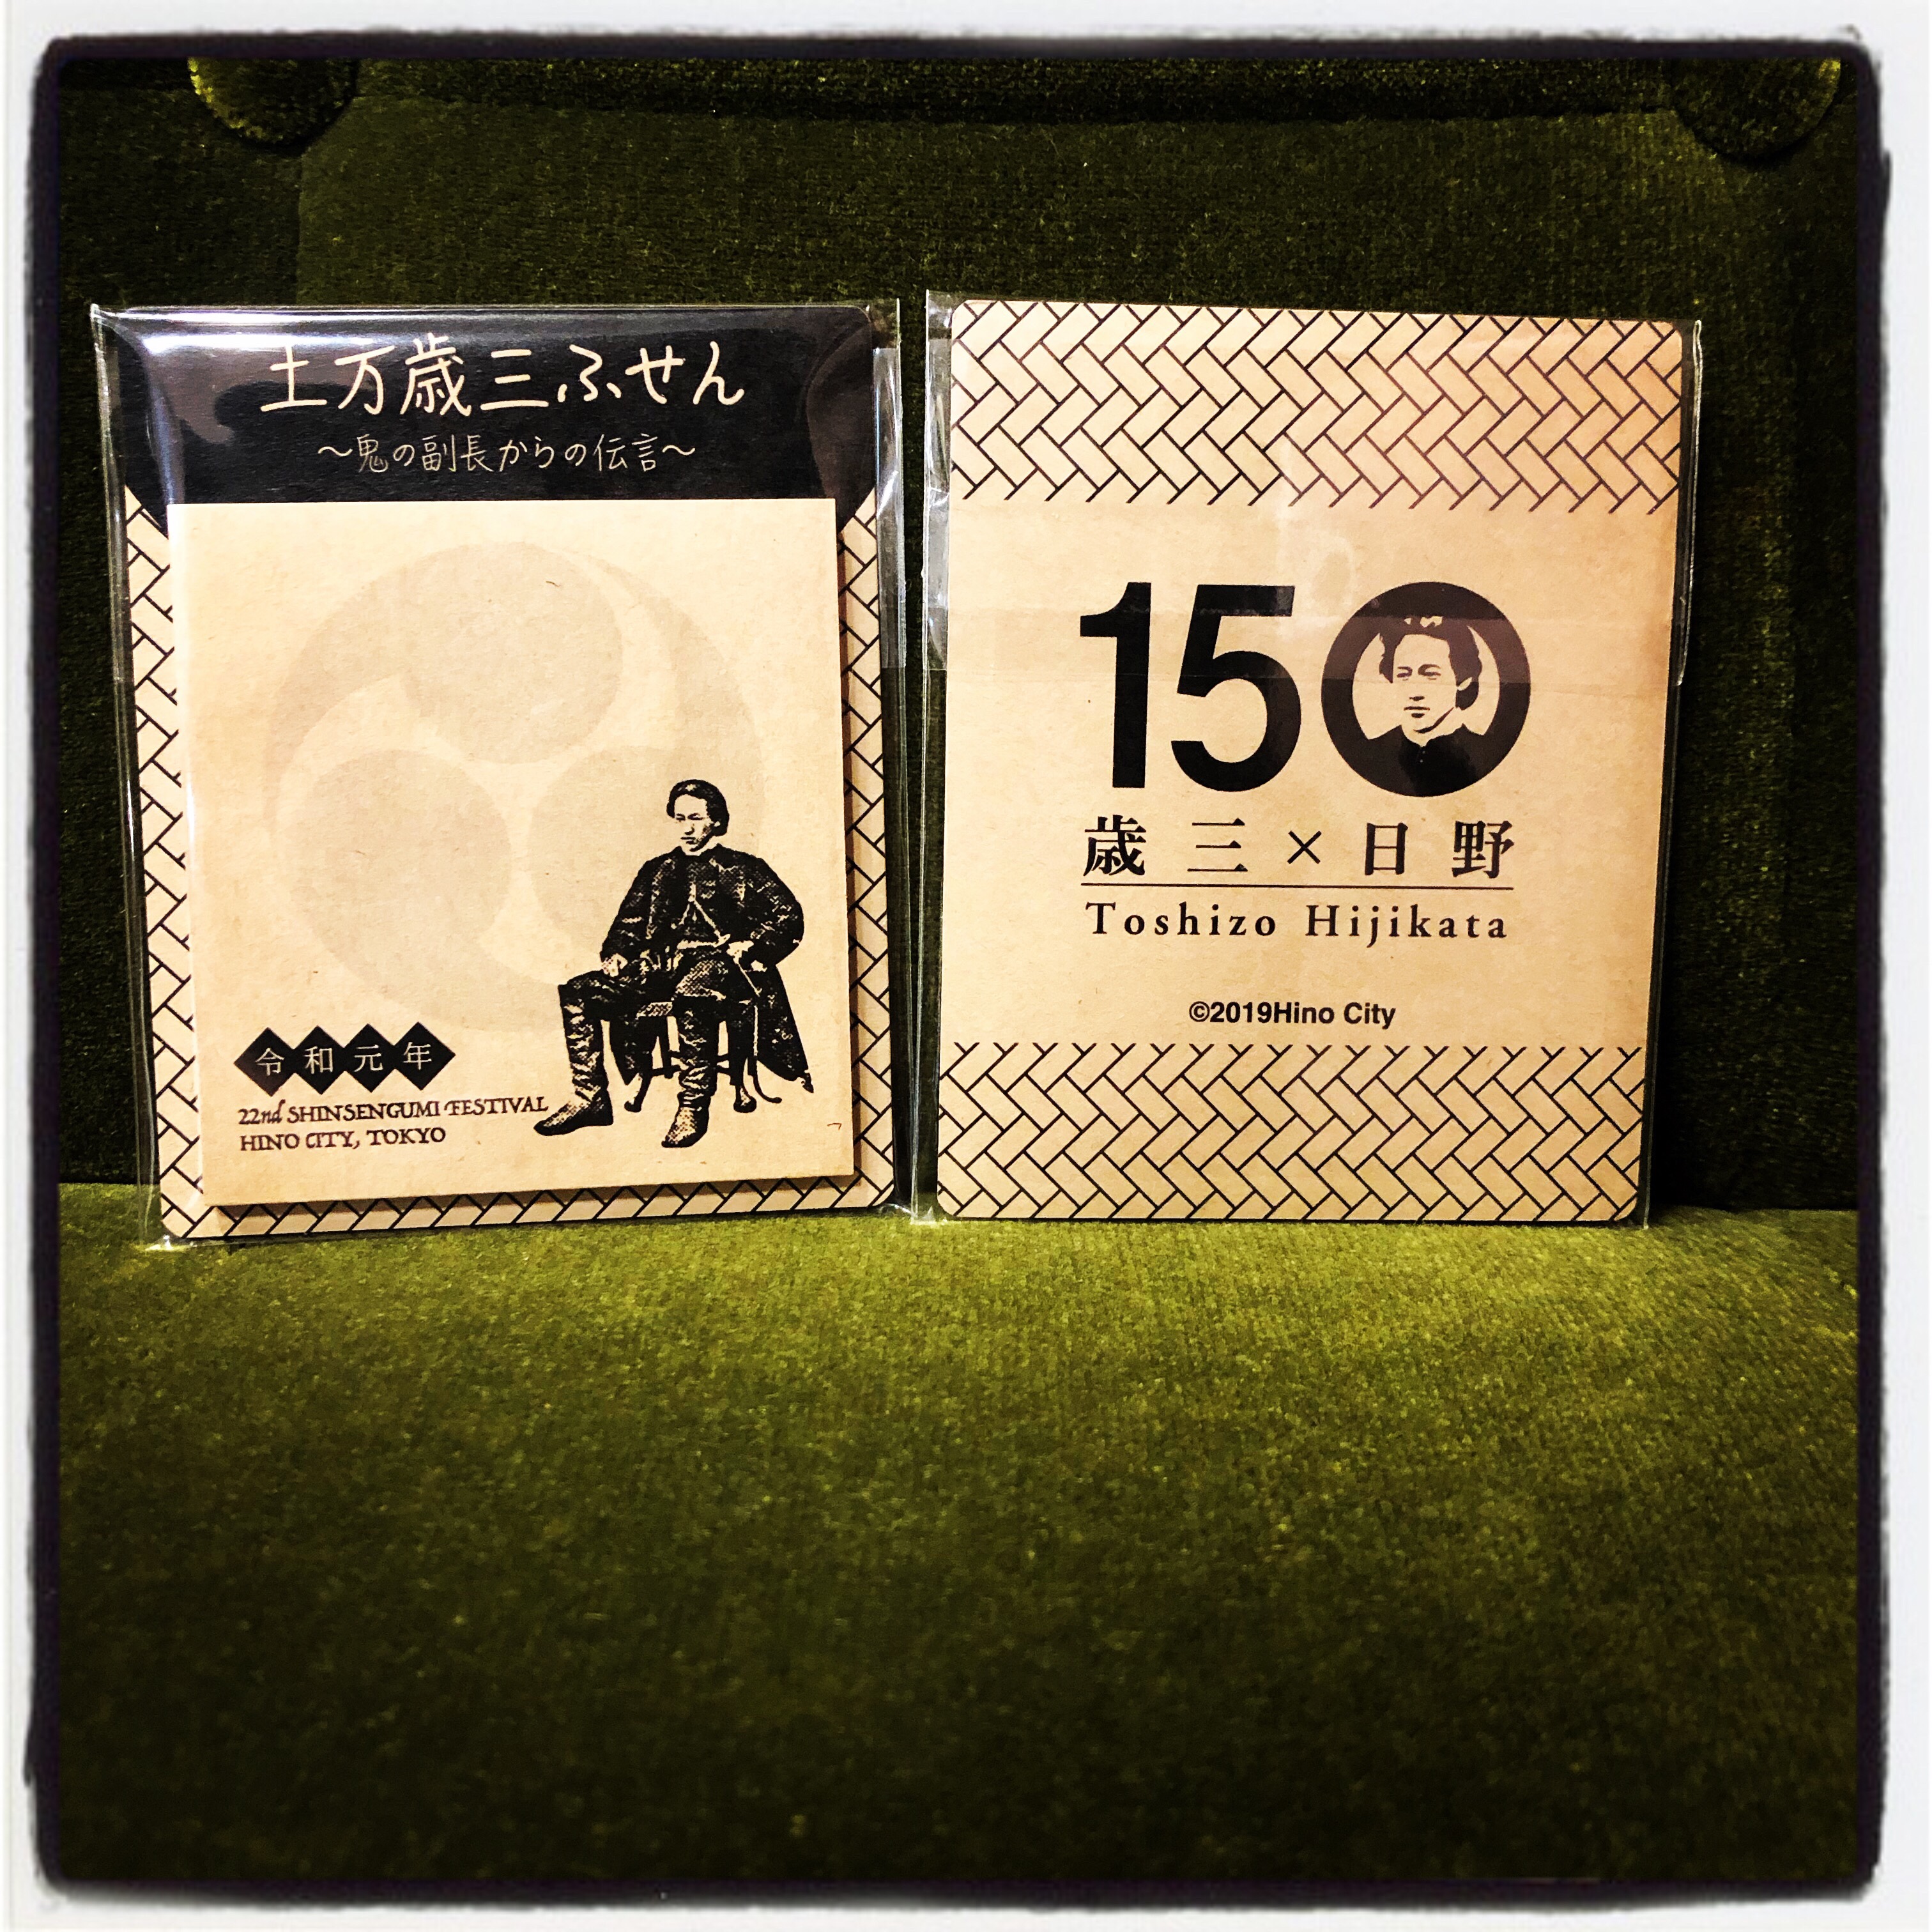 土方歳三ふせん
～鬼の副長からの伝言～
令和元年
22nd SHINSENGUMI FESTIVAL
HINO CITY, TOKYO
150
歳三×日野
Toshizo Hijikata
©2019Hino City